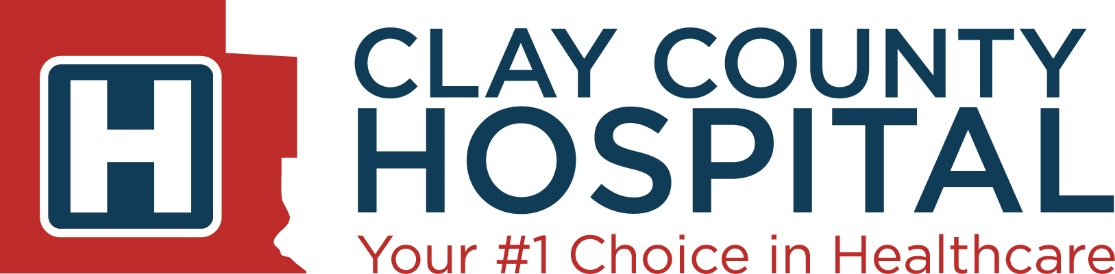 H
CLAY COUNTY
HOSPITAL
Your #1 Choice in Healthcare